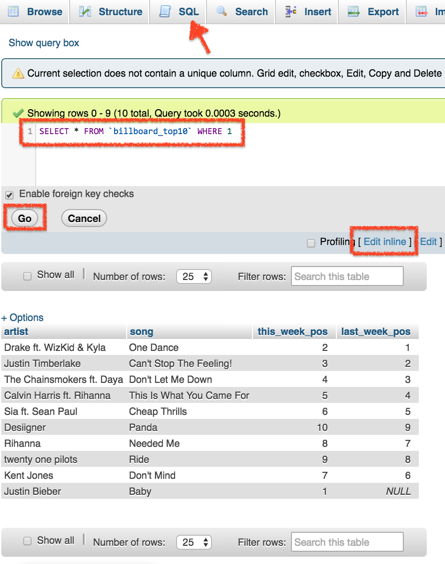 Browse Structure SQL Search Insert Export Im
Show query box
Current selection does not contain a unique column. Grid edit, checkbox, Edit, Copy and Delete
Showing rows 0 - 9 (10 total, Query took 0.0003 seconds.)
1 SELECT * FROM `billboard_top10` WHERE 1
Enable foreign key checks
Go Cancel
Profiling [ Edit inline ] [ Edit ]
Show all | Number of rows: 25 Filter rows: Search this table
+ Options
artist song this_week_pos last_week_pos
Drake ft. WizKid & Kyla One Dance 2 1
Justin Timberlake Can't Stop The Feeling! 3 2
The Chainsmokers ft. Daya Don't Let Me Down 4 3
Calvin Harris ft. Rihanna This Is What You Came For 5 4
Sia ft. Sean Paul Cheap Thrills 6 5
Desiigner Panda 10 9
Rihanna Needed Me 8 7
twenty one pilots Ride 9 8
Kent Jones Don't Mind 7 6
Justin Bieber Baby 1 NULL
Show all | Number of rows: 25 Filter rows: Search this table